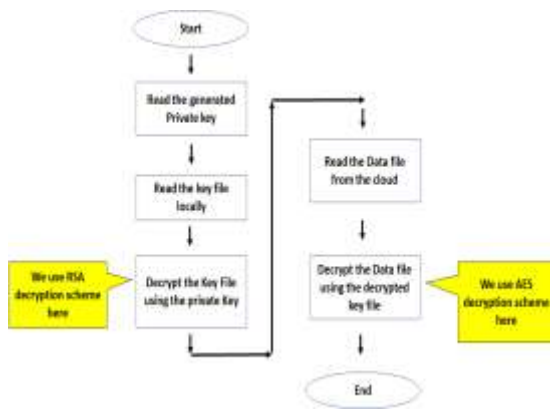 Start
Read the generated
Private key
Read the key file
locally
We use RSA
decryption scheme
here
Decrypt the Key File
using the private Key
Read the Data file
from the cloud
Decrypt the Data file
using the decrypted
key file
We use AES
decryption scheme
here
End